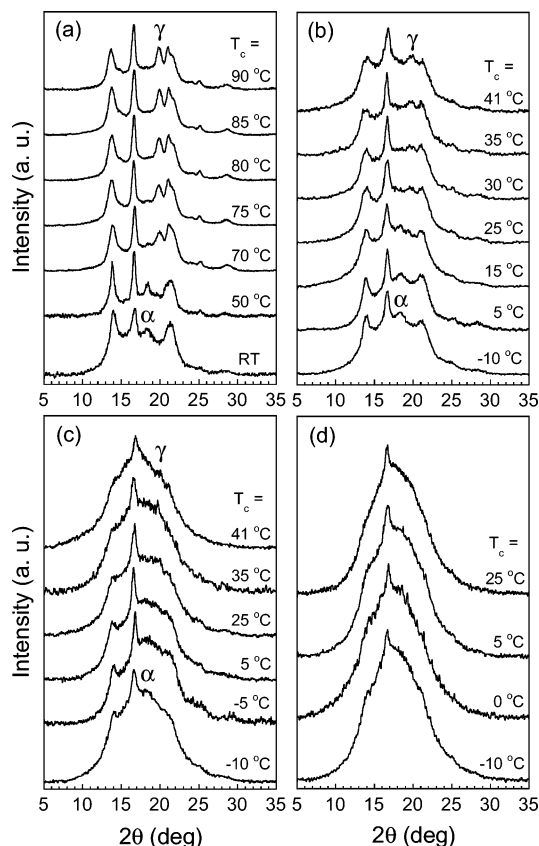 (a)
γ
T_c =
90 °C
85 °C
80 °C
75 °C
70 °C
50 °C
α
RT
5 10 15 20 25 30 35
(b)
γ
T_c =
41 °C
35 °C
30 °C
25 °C
15 °C
5 °C
α
-10 °C
5 10 15 20 25 30 35
Intensity (a. u.)
(c)
γ
T_c =
41 °C
35 °C
25 °C
5 °C
α
-5 °C
-10 °C
5 10 15 20 25 30 35
2θ (deg)
Intensity (a. u.)
(d)
T_c =
25 °C
5 °C
0 °C
-10 °C
5 10 15 20 25 30 35
2θ (deg)